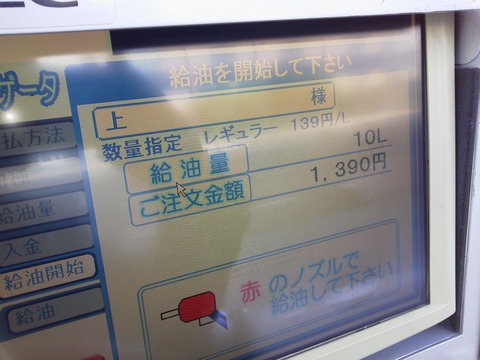 給油を開始して下さい
データ
上 様
払方法
数量指定 レギュラー 139円/L
給油量 10L
ご注文金額 1,390円
給油量
入金
給油開始
給油
赤のノズルで
給油して下さい